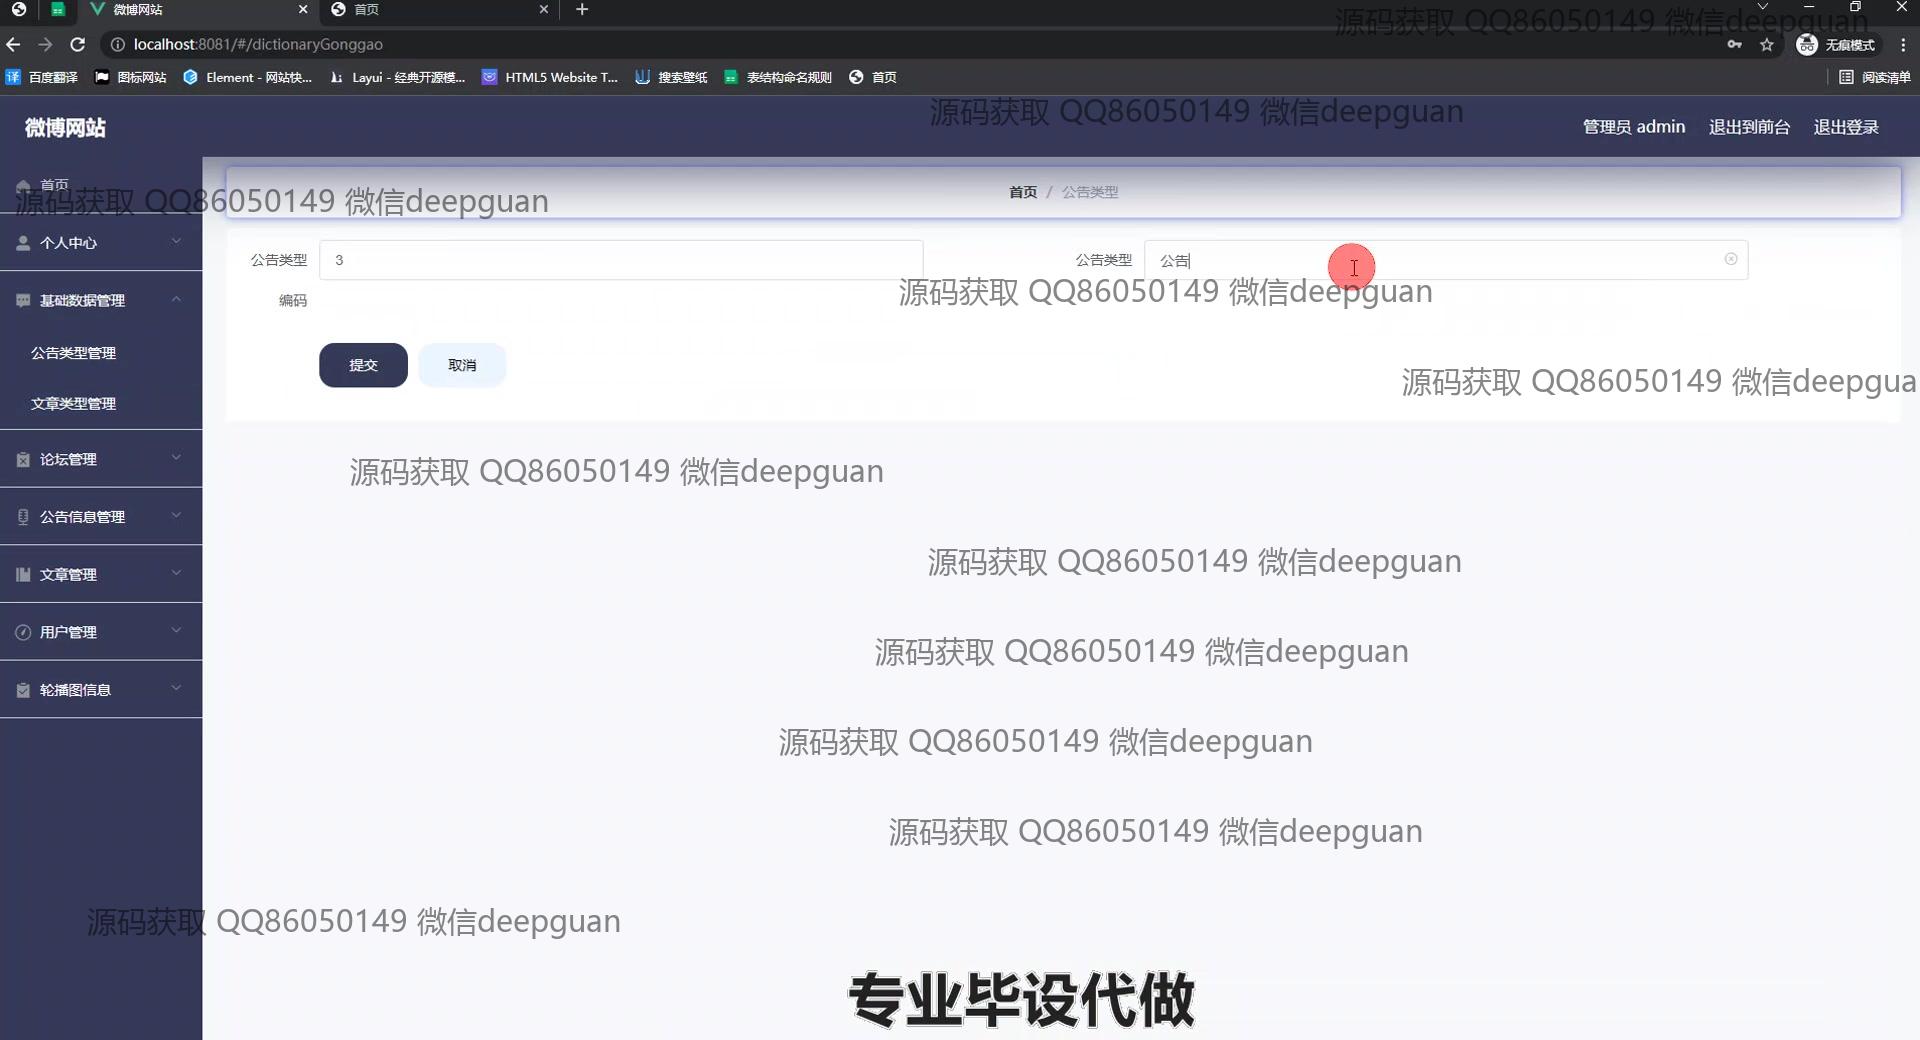 微博网站
首页
localhost:8081/#/dictionaryGonggao
无痕模式
百度翻译
图标网站
Element - 网站快...
Layui - 经典开源模...
HTML5 Website T...
搜索壁纸
表结构命名规则
首页
阅读清单
源码获取 QQ86050149 微信deepguan
微博网站
源码获取 QQ86050149 微信deepguan
管理员 admin
退出到前台
退出登录
首页
源码获取 QQ86050149 微信deepguan
首页 / 公告类型
个人中心
公告类型
3
公告类型
公告
编码
源码获取 QQ86050149 微信deepguan
基础数据管理
公告类型管理
文章类型管理
提交
取消
源码获取 QQ86050149 微信deepgua
论坛管理
源码获取 QQ86050149 微信deepguan
公告信息管理
源码获取 QQ86050149 微信deepguan
文章管理
用户管理
源码获取 QQ86050149 微信deepguan
轮播图信息
源码获取 QQ86050149 微信deepguan
源码获取 QQ86050149 微信deepguan
源码获取 QQ86050149 微信deepguan
专业毕设代做